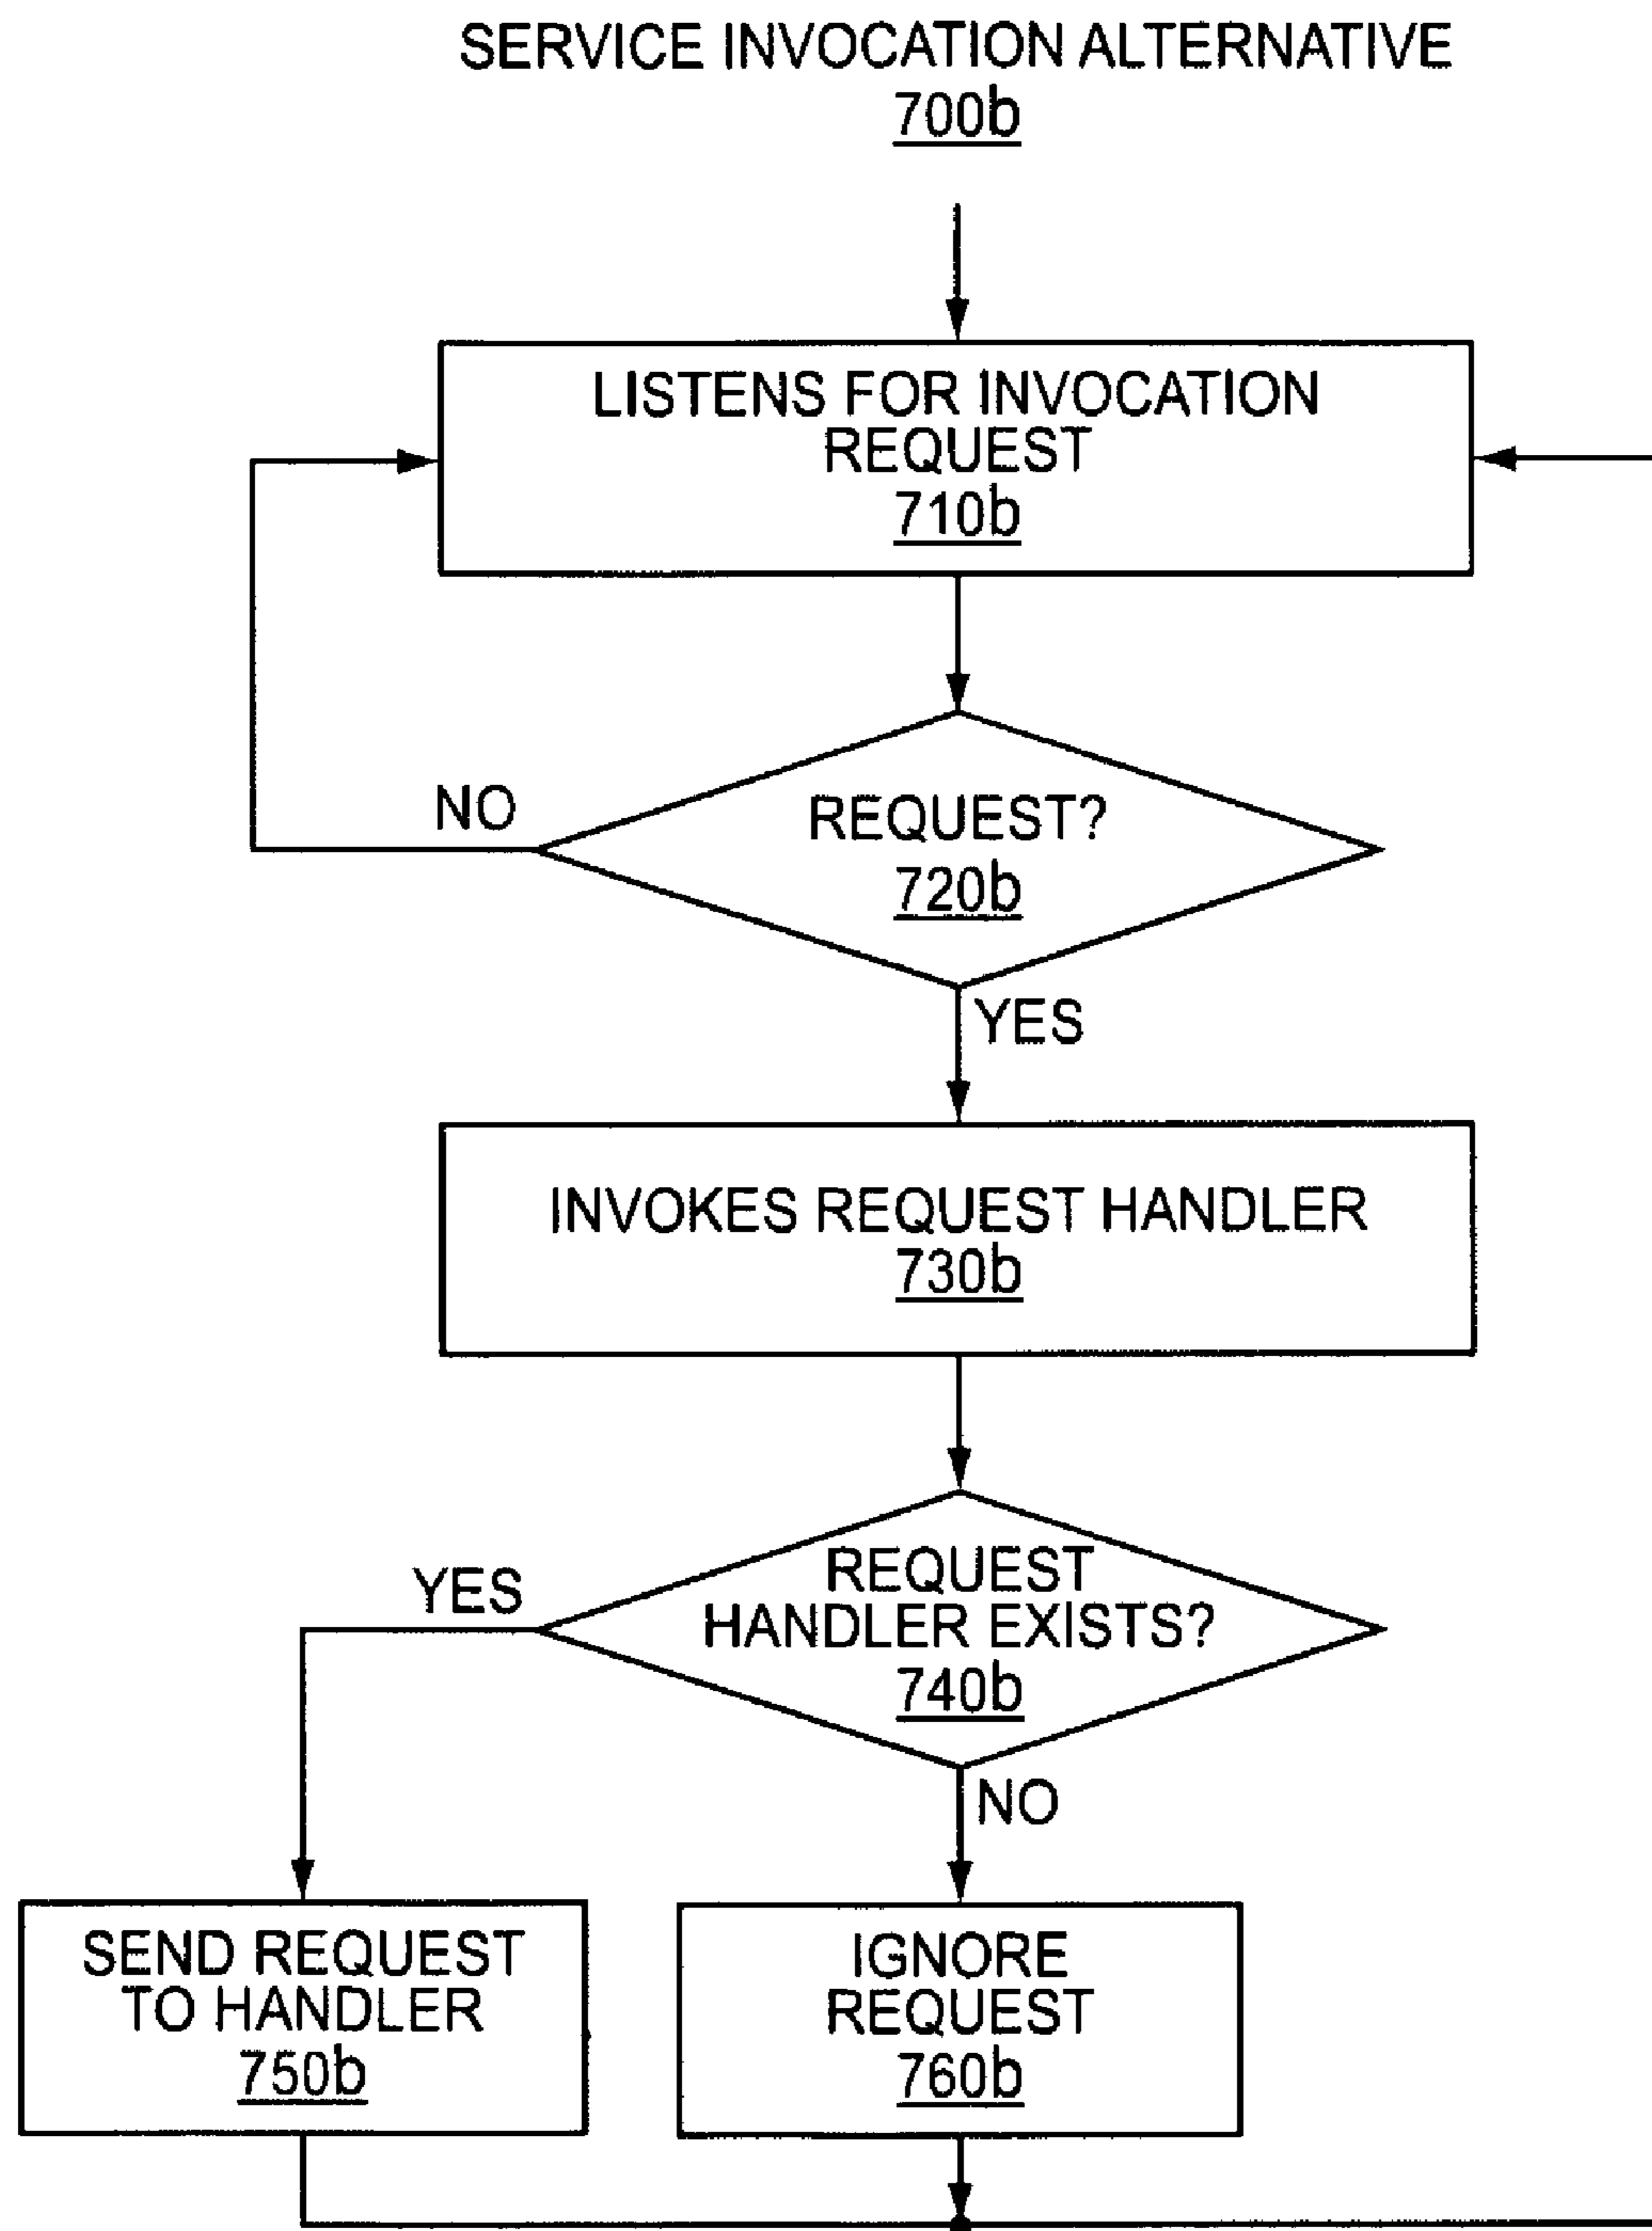 SERVICE INVOCATION ALTERNATIVE
700b
LISTENS FOR INVOCATION
REQUEST
710b
NO
REQUEST?
720b
YES
INVOKES REQUEST HANDLER
730b
YES
REQUEST
HANDLER EXISTS?
740b
NO
SEND REQUEST
TO HANDLER
750b
IGNORE
REQUEST
760b